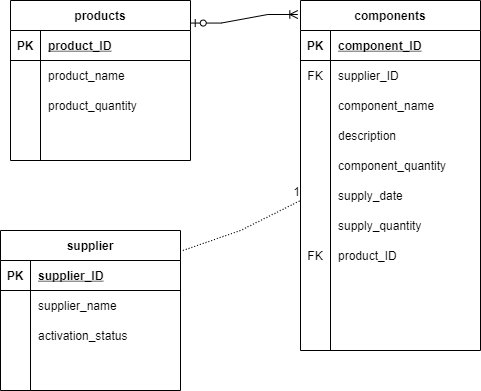 products
PK product_ID
product_name
product_quantity
components
PK component_ID
FK supplier_ID
component_name
description
component_quantity
supply_date
supply_quantity
FK product_ID
1
supplier
PK supplier_ID
supplier_name
activation_status